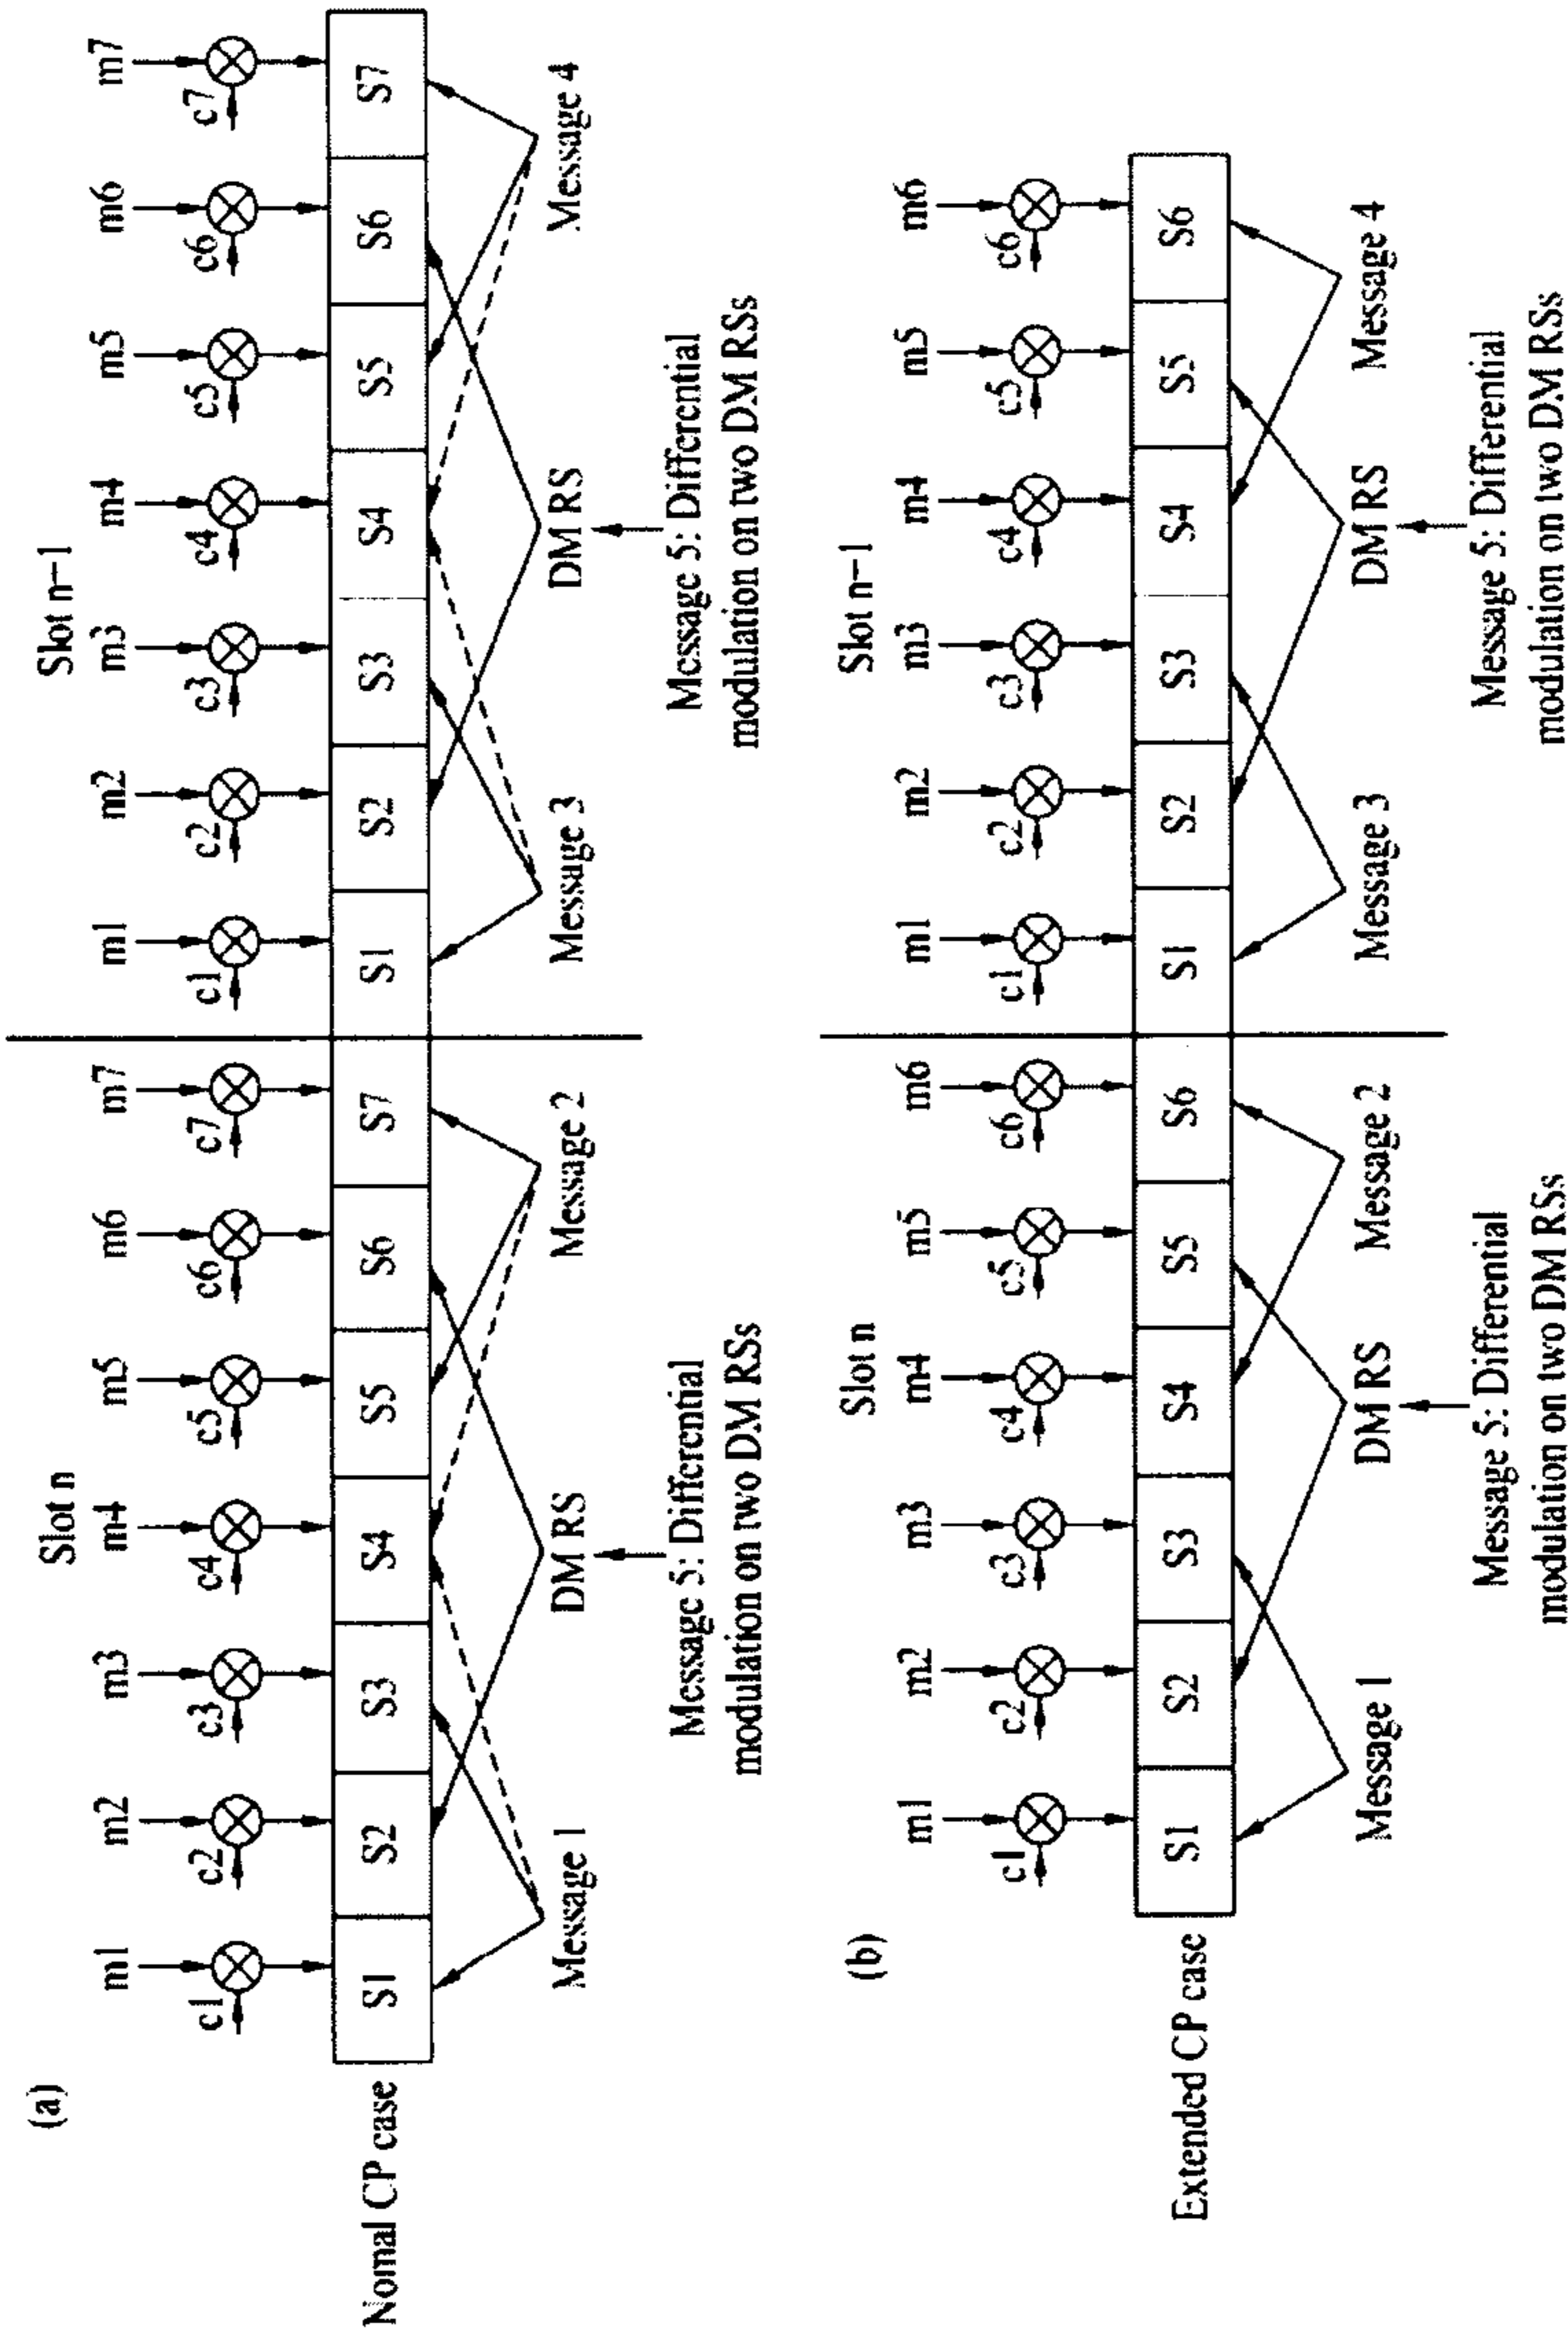 (a)
Slot n
Slot n-1
m1 m2 m3 m4 m5 m6 m7 m1 m2 m3 m4 m5 m6 m7
c1 c2 c3 c4 c5 c6 c7 c1 c2 c3 c4 c5 c6 c7
Nomal CP case
S1 S2 S3 S4 S5 S6 S7 S1 S2 S3 S4 S5 S6 S7
Message 1
DM RS
Message 2
Message 3
DM RS
Message 4
Message 5: Differential
modulation on two DM RSs
Message 5: Differential
modulation on two DM RSs
(b)
Slot n
Slot n-1
m1 m2 m3 m4 m5 m6 m1 m2 m3 m4 m5 m6
c1 c2 c3 c4 c5 c6 c1 c2 c3 c4 c5 c6
Extended CP case
S1 S2 S3 S4 S5 S6 S1 S2 S3 S4 S5 S6
Message 1
DM RS
Message 2
Message 3
DM RS
Message 4
Message 5: Differential
modulation on two DM RSs
Message 5: Differential
modulation on two DM RSs